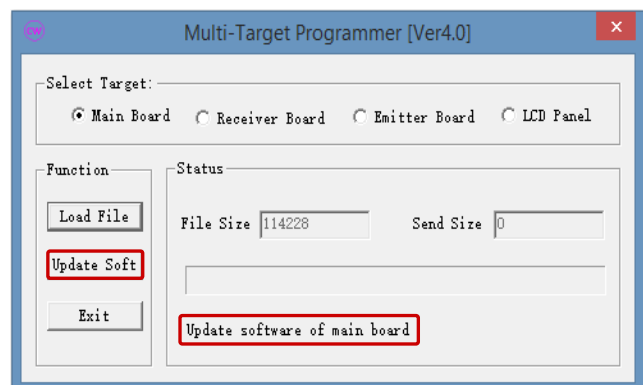 CW
Multi-Target Programmer [Ver4.0]
Select Target:
Main Board Receiver Board Emitter Board LCD Panel
Function
Status
Load File
File Size 114228 Send Size 0
Update Soft
Exit
Update software of main board